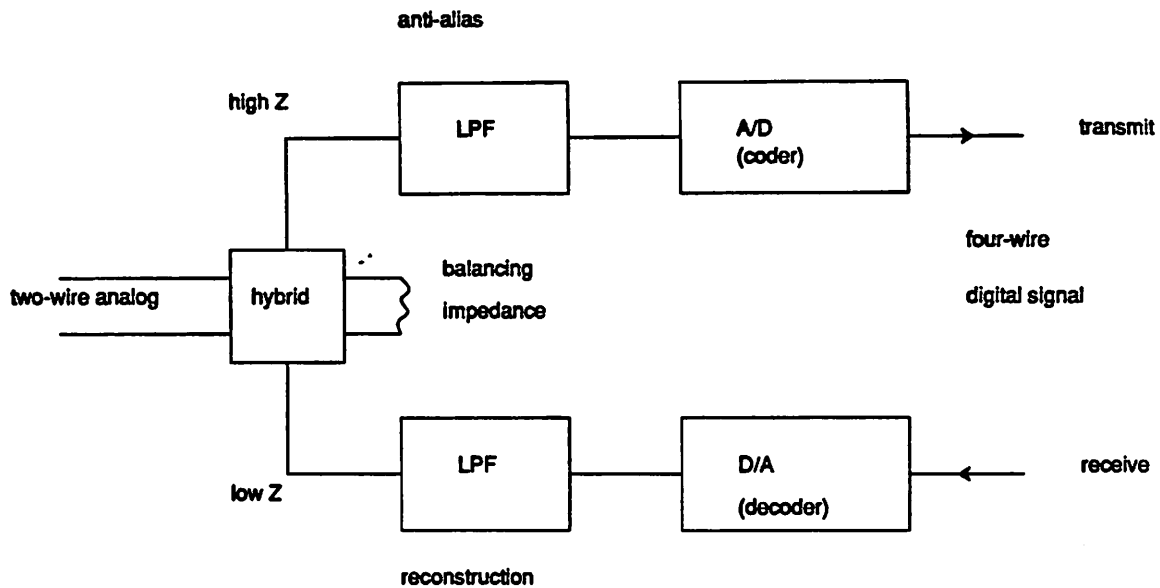 anti-alias
high Z
LPF
A/D
(coder)
transmit
two-wire analog
hybrid
balancing
impedance
four-wire
digital signal
low Z
LPF
D/A
(decoder)
receive
reconstruction